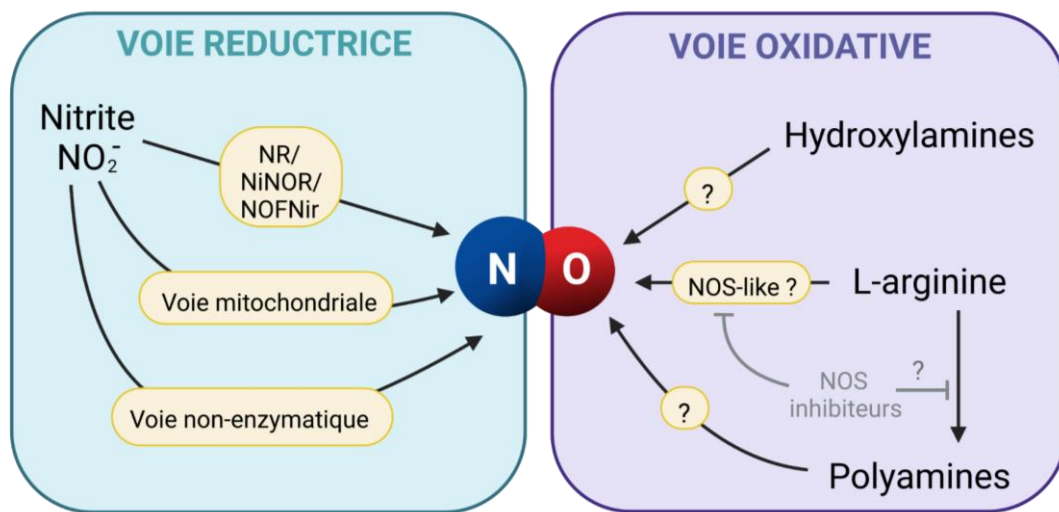 VOIE REDUCTRICE
Nitrite
NO₂⁻
NR/
NiNOR/
NOFNir
Voie mitochondriale
Voie non-enzymatique
N O
VOIE OXIDATIVE
Hydroxylamines
?
NOS-like ?
L-arginine
NOS
inhibiteurs
?
?
Polyamines